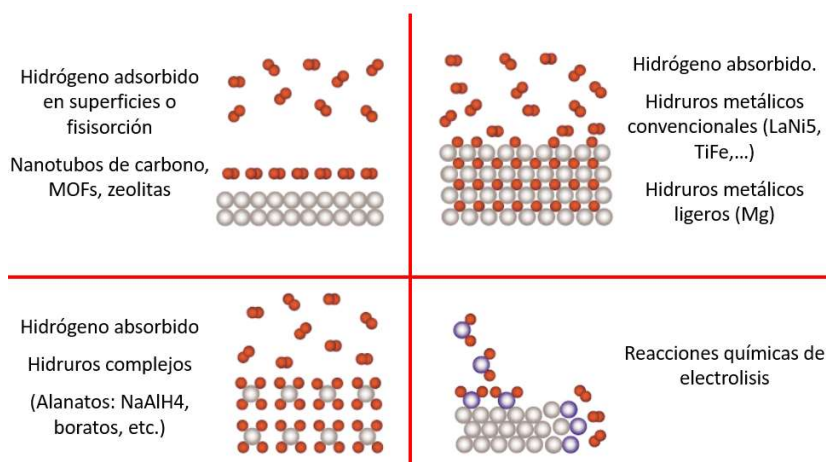 Hidrógeno adsorbido
en superficies o
fisisorción
Nanotubos de carbono,
MOFs, zeolitas
Hidrógeno absorbido.
Hidruros metálicos
convencionales (LaNi5,
TiFe,...)
Hidruros metálicos
ligeros (Mg)
Hidrógeno absorbido
Hidruros complejos
(Alanatos: NaAlH4,
boratos, etc.)
Reacciones químicas de
electrolisis